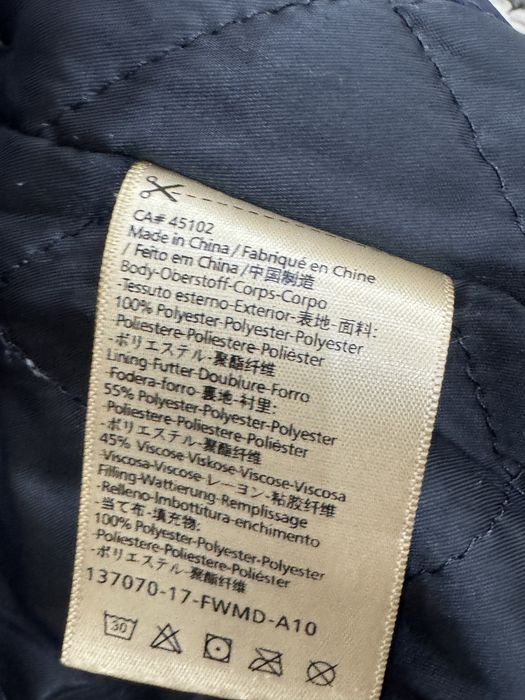 CA# 45102
Made in China / Fabriqué en Chine
/ Feito em China /中国制造
Body-Oberstoff-Corps-Corpo
-Tessuto esterno-Exterior-表地-面料:
100% Polyester-Polyester-Polyester
-Poliestere-Poliestere-Poliéster
-ポリエステル-聚酯纤维
Lining-Futter-Doublure-Forro
-Fodera-forro-裏地-衬里:
55% Polyester-Polyester-Polyester
-Poliestere-Poliestere-Poliéster
-ポリエステル-聚酯纤维
45% Viscose-Viskose-Viscose-Viscosa
-Viscosa-Viscose-レーヨン-粘胶纤维
Filling-Wattierung-Remplissage
-Relleno-Imbottitura-enchimento
-当て布-填充物:
100% Polyester-Polyester-Polyester
-Poliestere-Poliestere-Poliéster
-ポリエステル-聚酯纤维
137070-17-FWMD-A10
30